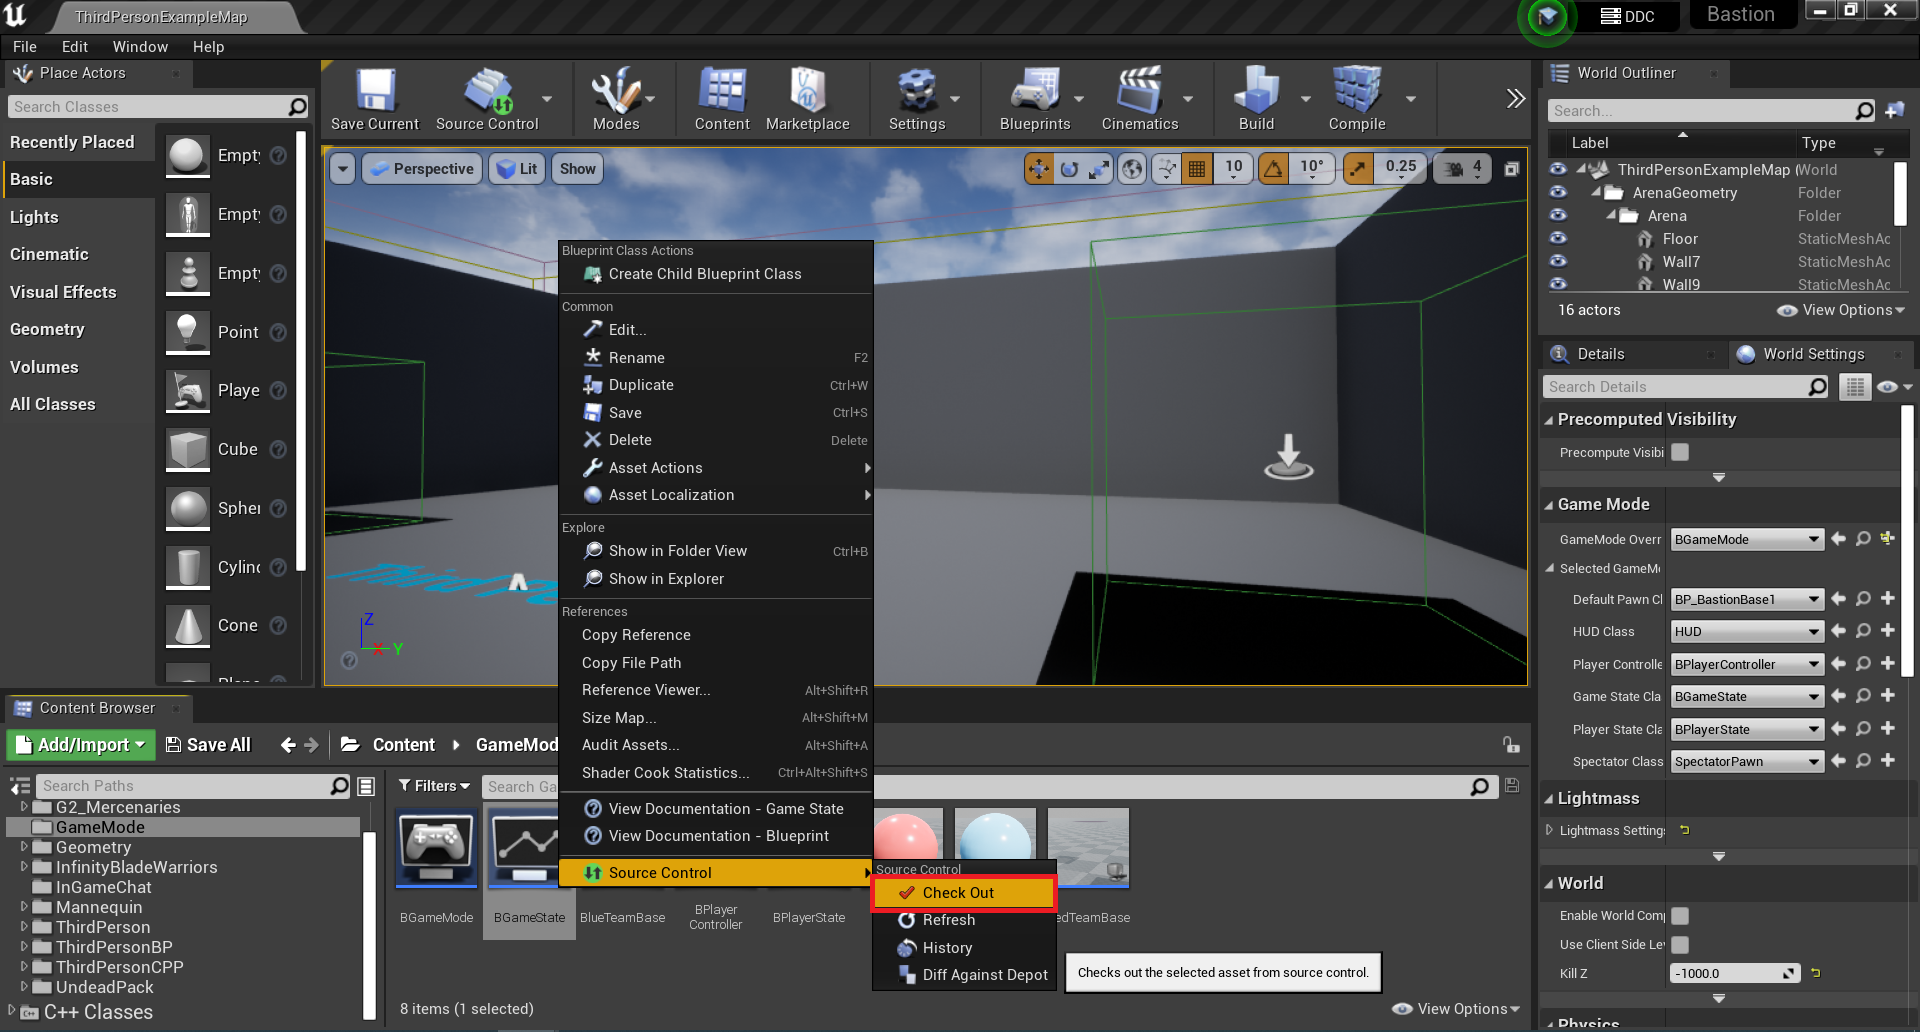 ThirdPersonExampleMap
DDC
Bastion
File Edit Window Help
Place Actors
Search Classes
Recently Placed
Basic
Lights
Cinematic
Visual Effects
Geometry
Volumes
All Classes
Empty
Empty
Empty
Point
Playe
Cube
Spher
Cylinc
Cone
Plane
Save Current
Source Control
Modes
Content
Marketplace
Settings
Blueprints
Cinematics
Build
Compile
Perspective
Lit
Show
10
10°
0.25
4
Z
Y
Blueprint Class Actions
Create Child Blueprint Class
Common
Edit...
Rename F2
Duplicate Ctrl+W
Save Ctrl+S
Delete Delete
Asset Actions
Asset Localization
Explore
Show in Folder View Ctrl+B
Show in Explorer
References
Copy Reference
Copy File Path
Reference Viewer... Alt+Shift+R
Size Map... Alt+Shift+M
Audit Assets... Alt+Shift+A
Shader Cook Statistics... Ctrl+Alt+Shift+S
View Documentation - Game State
View Documentation - Blueprint
Source Control
Source Control
Check Out
Refresh
History
Diff Against Depot
Checks out the selected asset from source control.
World Outliner
Search...
Label Type
ThirdPersonExampleMap ( World
ArenaGeometry Folder
Arena Folder
Floor StaticMeshAc
Wall7 StaticMeshAc
Wall9 StaticMeshAc
16 actors
View Options
Details
World Settings
Search Details
Precomputed Visibility
Precompute Visibi
Game Mode
GameMode Overr BGameMode
Selected GameMo
Default Pawn Cl BP_BastionBase1
HUD Class HUD
Player Controlle BPlayerController
Game State Cla BGameState
Player State Cla BPlayerState
Spectator Class SpectatorPawn
Lightmass
Lightmass Settings
World
Enable World Comp
Use Client Side Lev
Kill Z -1000.0
Physics
Content Browser
Add/Import
Save All
Content
GameMod
Search Paths
Filters
Search Ga
G2_Mercenaries
GameMode
Geometry
InfinityBladeWarriors
InGameChat
Mannequin
ThirdPerson
ThirdPersonBP
ThirdPersonCPP
UndeadPack
C++ Classes
BGameMode
BGameState
BlueTeamBase
BPlayer
Controller
BPlayerState
edTeamBase
8 items (1 selected)
View Options